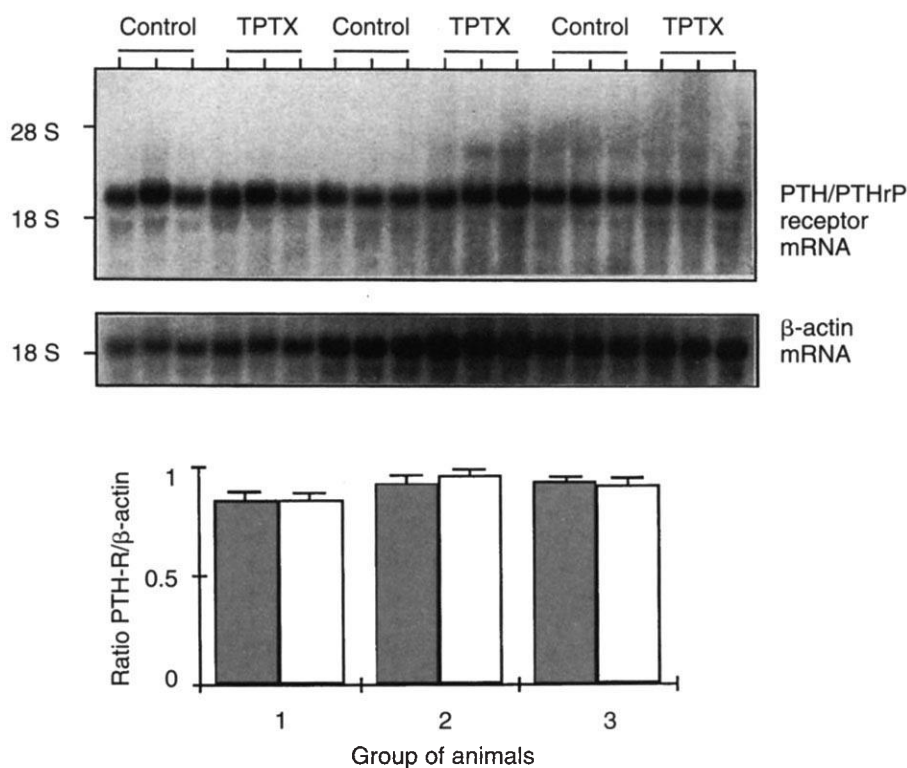 Control TPTX Control TPTX Control TPTX
28 S
18 S
PTH/PTHrP
receptor
mRNA
18 S
β-actin
mRNA
Ratio PTH-R/β-actin
1
0.5
0
1 2 3
Group of animals